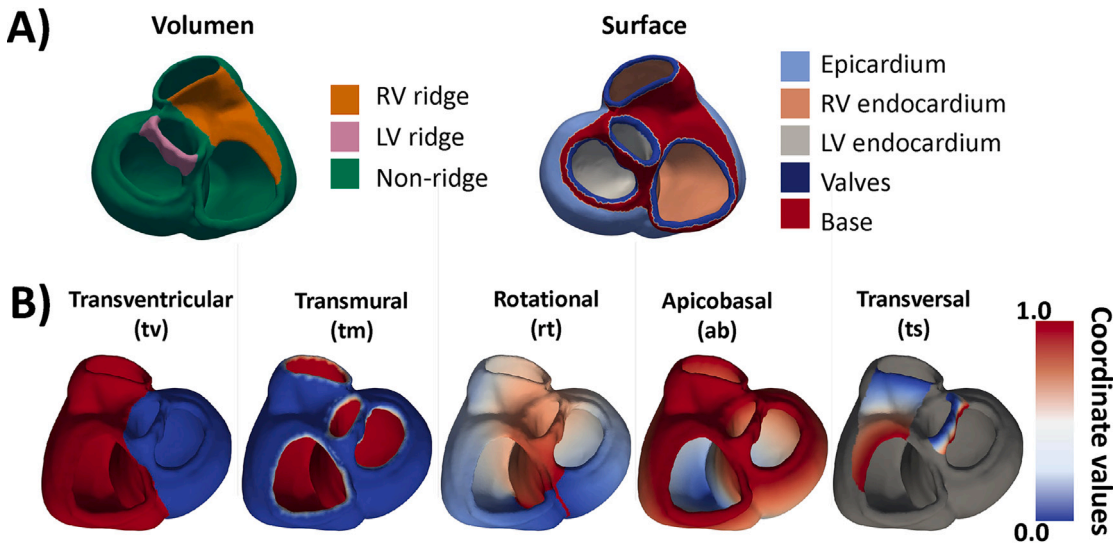 A)
Volumen
RV ridge
LV ridge
Non-ridge
Surface
Epicardium
RV endocardium
LV endocardium
Valves
Base
B)
Transventricular
(tv)
Transmural
(tm)
Rotational
(rt)
Apicobasal
(ab)
Transversal
(ts)
1.0
0.0
Coordinate values